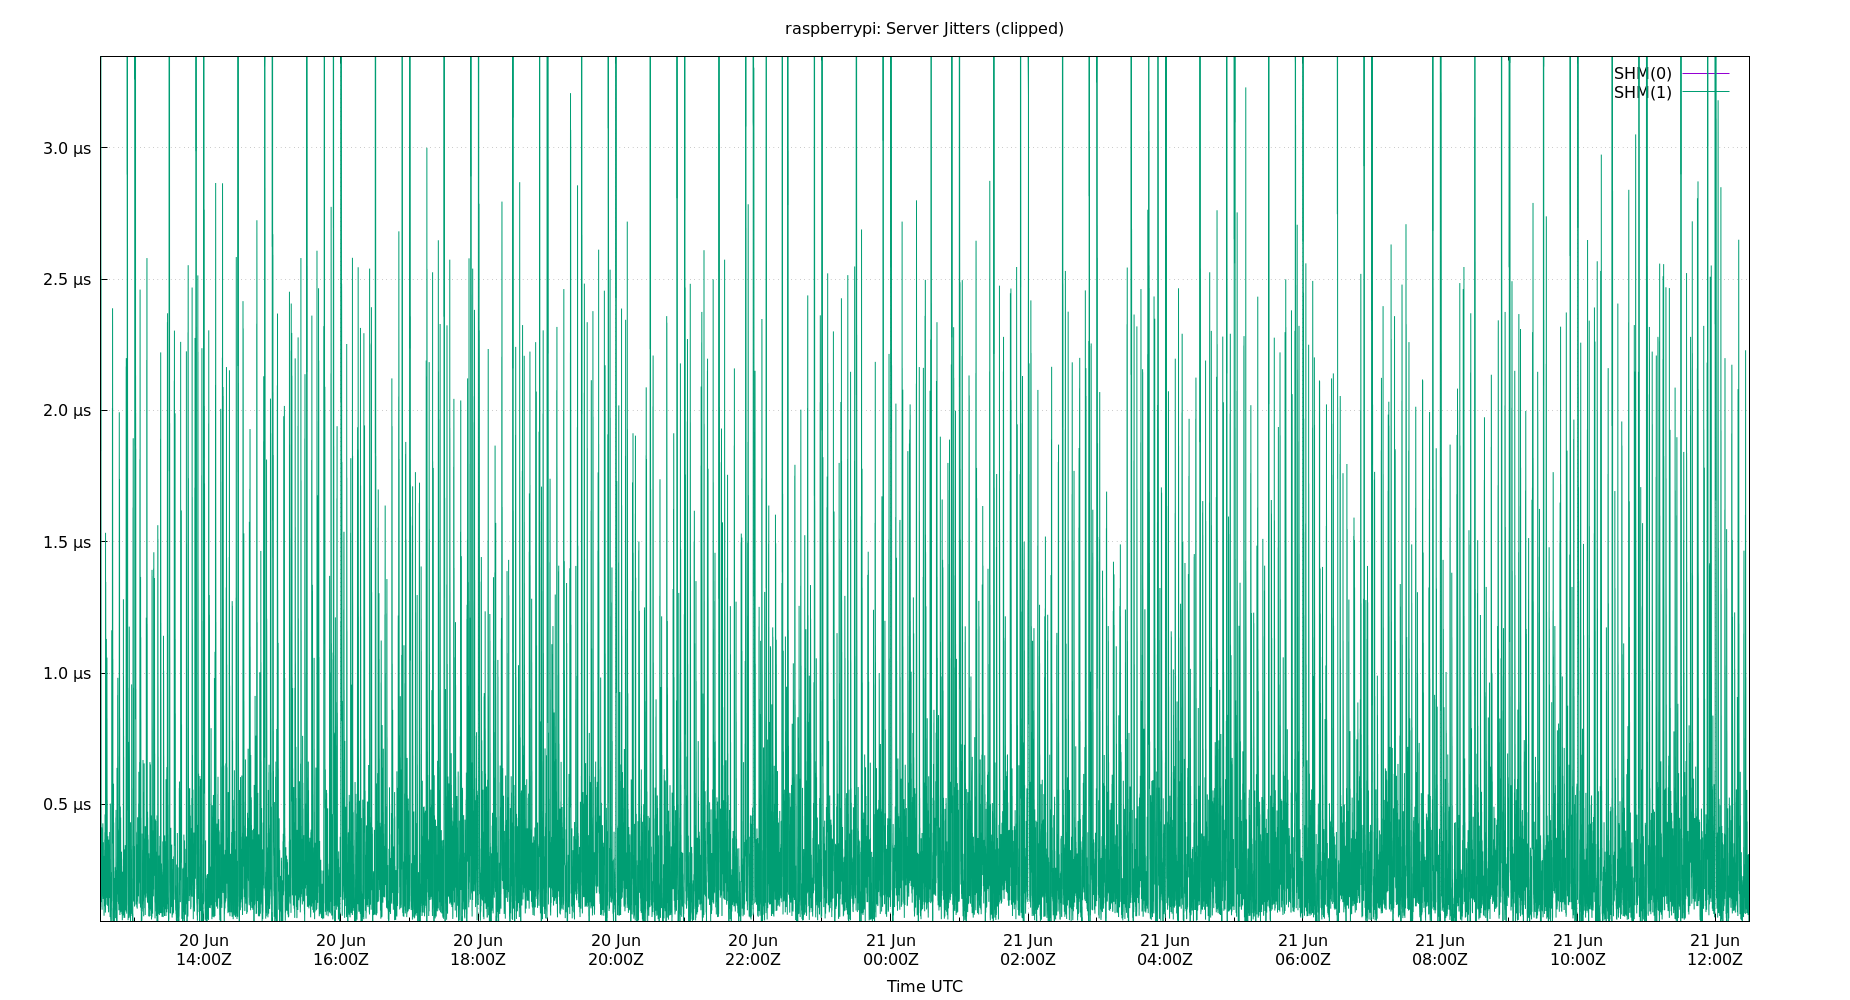 raspberrypi: Server Jitters (clipped)
SHM(0)
SHM(1)
3.0 µs
2.5 µs
2.0 µs
1.5 µs
1.0 µs
0.5 µs
20 Jun 20 Jun 20 Jun 20 Jun 20 Jun 21 Jun 21 Jun 21 Jun 21 Jun 21 Jun 21 Jun 21 Jun
14:00Z 16:00Z 18:00Z 20:00Z 22:00Z 00:00Z 02:00Z 04:00Z 06:00Z 08:00Z 10:00Z 12:00Z
Time UTC